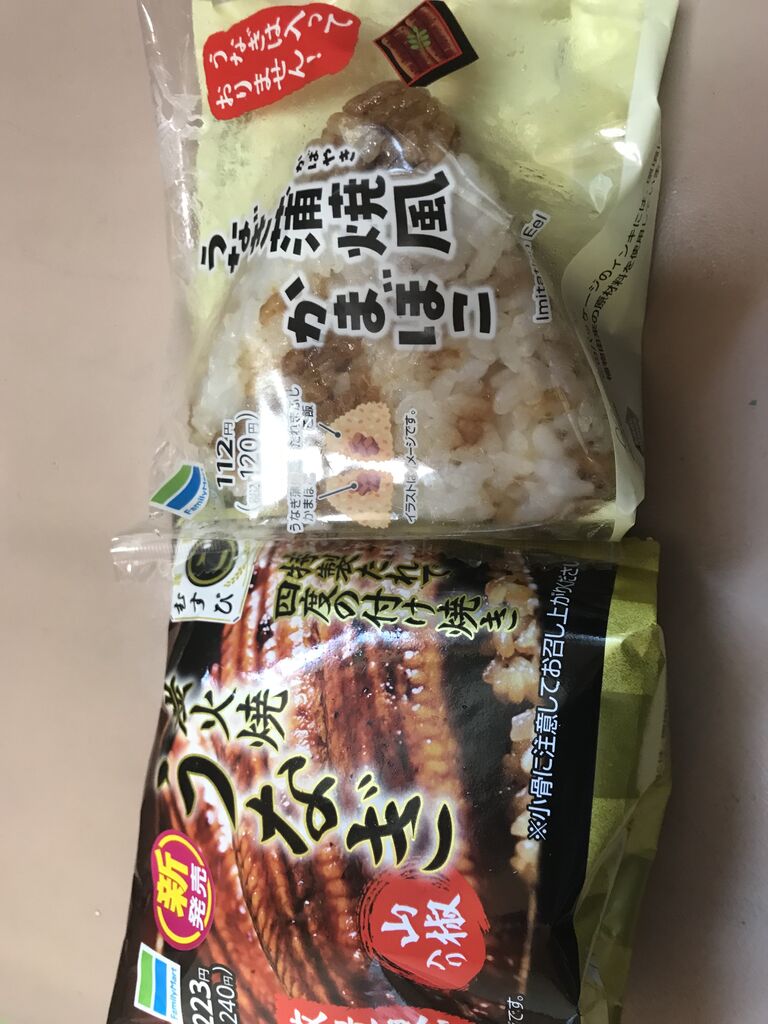 うなぎは入って
おりません!
かばやき
うなぎ
蒲焼風
かまぼこ
Imitation Eel
112円
120円)
イラストはイメージです。
FamilyMart
むすび
特製だれで
四度の付け焼き
炭火焼
うなぎ
※小骨に注意してお召し上がりください
新
発売
山椒
入り
FamilyMart
223円
240円)
です。